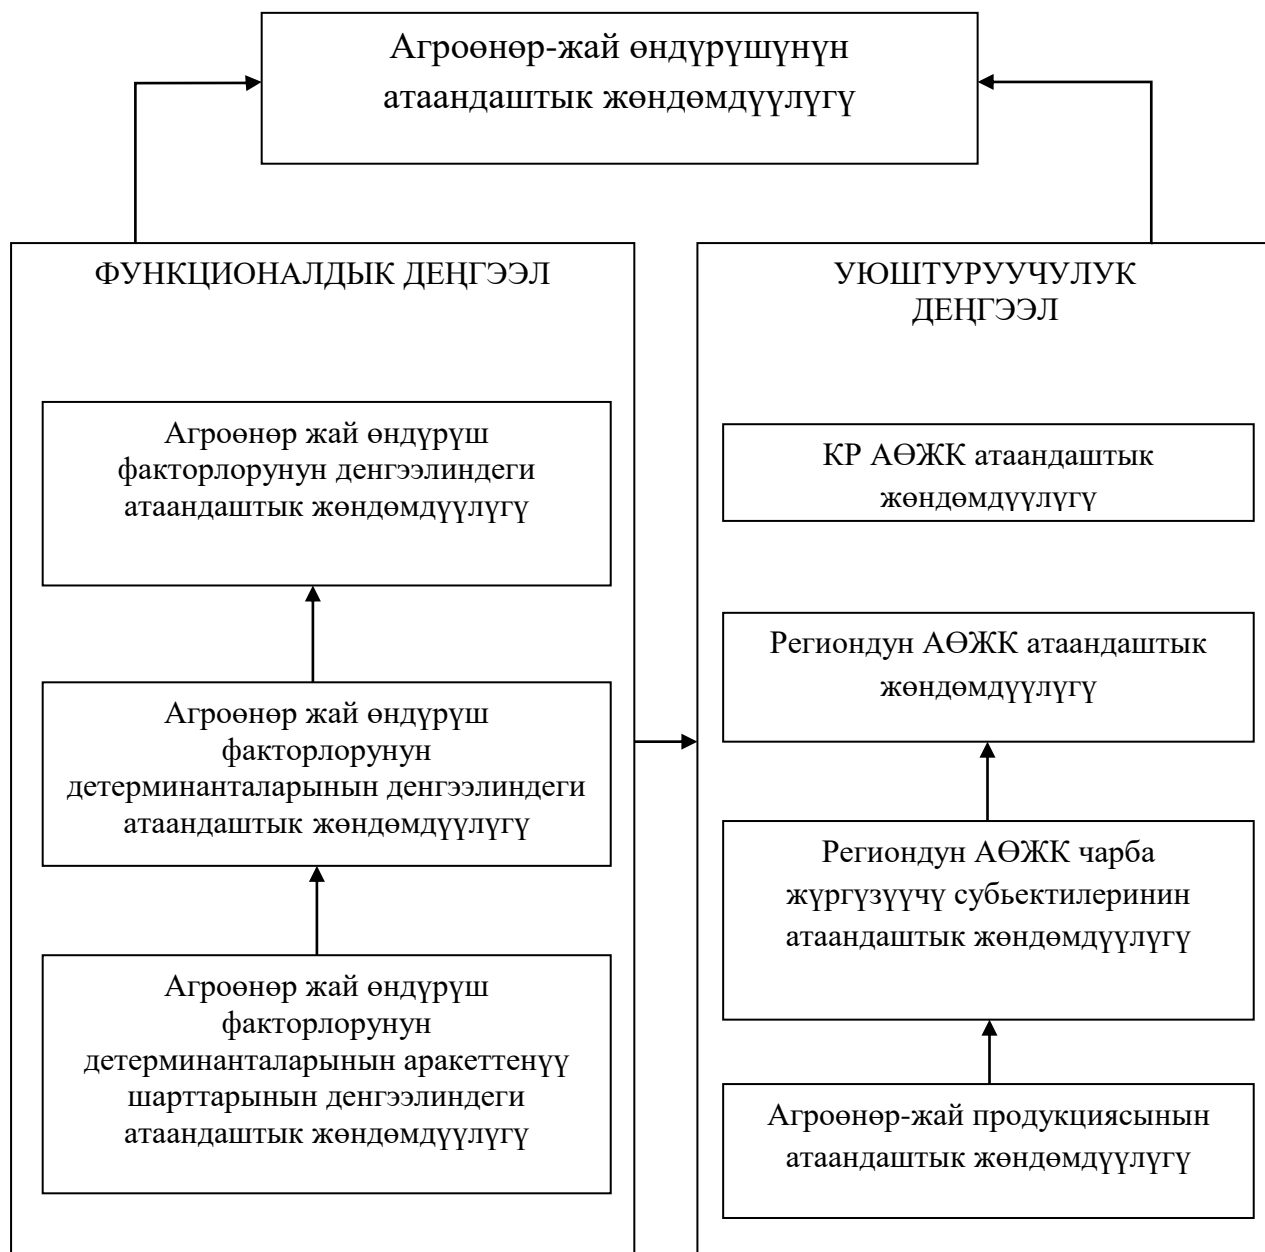 Агроөнөр-жай өндүрүшүнүн
атаандаштык жөндөмдүүлүгү
ФУНКЦИОНАЛДЫК ДЕҢГЭЭЛ
Агроөнөр жай өндүрүш
факторлорунун денгээлиндеги
атаандаштык жөндөмдүүлүгү
Агроөнөр жай өндүрүш
факторлорунун
детерминанталарынын денгээлиндеги
атаандаштык жөндөмдүүлүгү
Агроөнөр жай өндүрүш
факторлорунун
детерминанталарынын аракеттенүү
шарттарынын денгээлиндеги
атаандаштык жөндөмдүүлүгү
УЮШТУРУУЧУЛУК
ДЕҢГЭЭЛ
КР АӨЖК атаандаштык
жөндөмдүүлүгү
Региондун АӨЖК атаандаштык
жөндөмдүүлүгү
Региондун АӨЖК чарба
жүргүзүүчү субьектилеринин
атаандаштык жөндөмдүүлүгү
Агроөнөр-жай продукциясынын
атаандаштык жөндөмдүүлүгү